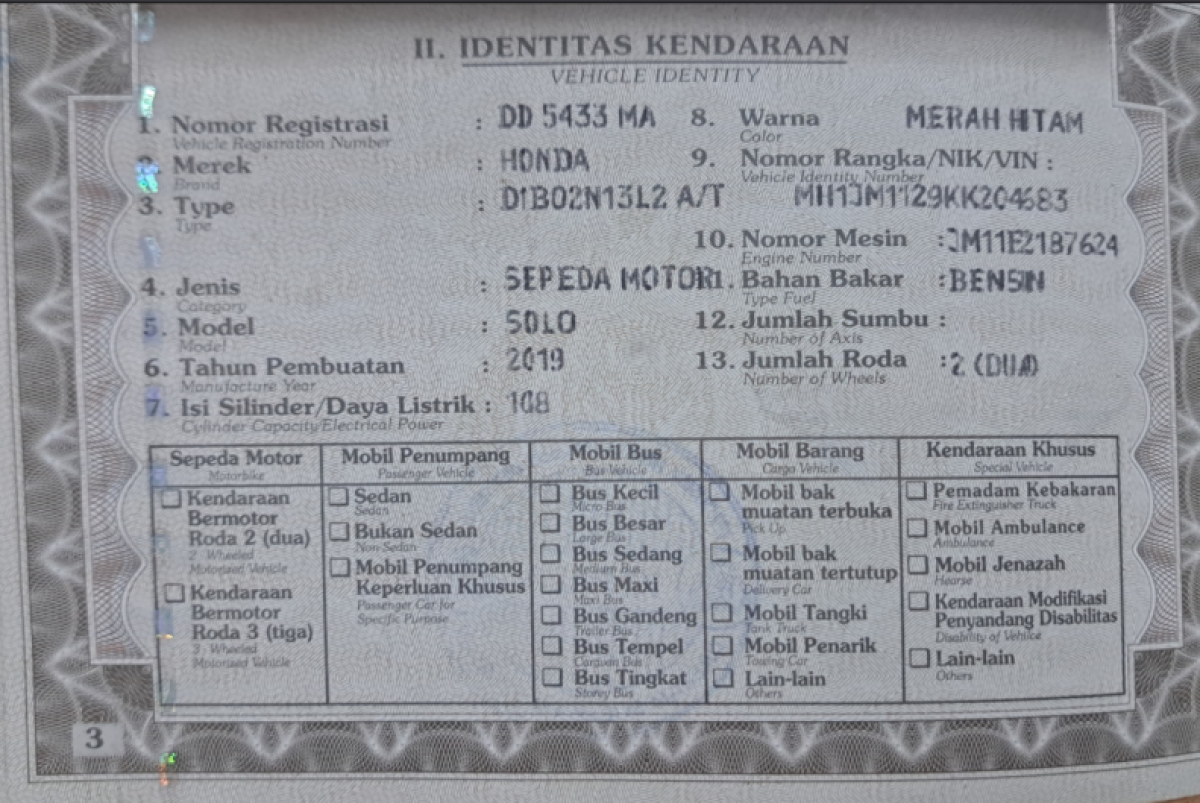 II. IDENTITAS KENDARAAN
VEHICLE IDENTITY
1. Nomor Registrasi : DD 5433 MA
Vehicle Registration Number
2. Merek : HONDA
Brand
3. Type : D1B02N13L2 A/T
Type
4. Jenis : SEPEDA MOTOR
Category
5. Model : SOLO
Model
6. Tahun Pembuatan : 2019
Manufacture Year
7. Isi Silinder/Daya Listrik : 108
Cylinder Capacity/Electrical Power
8. Warna MERAH HITAM
Color
9. Nomor Rangka/NIK/VIN :
Vehicle Identity Number
10. Nomor Mesin : JM11E2187624
Engine Number
11. Bahan Bakar : BENSIN
Type Fuel
12. Jumlah Sumbu :
Number of Axis
13. Jumlah Roda : 2 (DUA)
Number of Wheels
Sepeda Motor
Motorbike
Kendaraan
Bermotor
Roda 2 (dua)
2 - Wheeled
Motorised Vehicle
Kendaraan
Bermotor
Roda 3 (tiga)
3 - Wheeled
Motorised Vehicle
Mobil Penumpang
Passenger Vehicle
Sedan
Sedan
Bukan Sedan
Non Sedan
Mobil Penumpang
Keperluan Khusus
Passenger Car for
Specific Purpose
Mobil Bus
Bus Vehicle
Bus Kecil
Micro Bus
Bus Besar
Large Bus
Bus Sedang
Medium Bus
Bus Maxi
Maxi Bus
Bus Gandeng
Trailer Bus
Bus Tempel
Caravan Bus
Bus Tingkat
Storey Bus
Mobil Barang
Cargo Vehicle
Mobil bak
muatan terbuka
Pick Up
Mobil bak
muatan tertutup
Delivery Car
Mobil Tangki
Tank Truck
Mobil Penarik
Towing Car
Lain-lain
Others
Kendaraan Khusus
Special Vehicle
Pemadam Kebakaran
Fire Extinguisher Truck
Mobil Ambulance
Ambulance
Mobil Jenazah
Hearse
Kendaraan Modifikasi
Penyandang Disabilitas
Disability of Vehilce
Lain-lain
Others
3